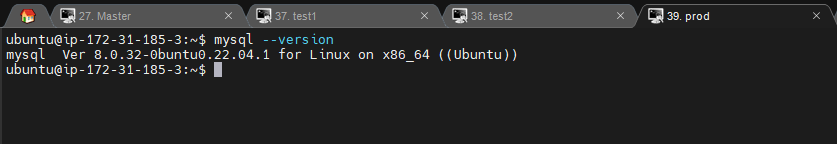 27. Master
37. test1
38. test2
39. prod
ubuntu@ip-172-31-185-3:~$ mysql --version
mysql  Ver 8.0.32-0ubuntu0.22.04.1 for Linux on x86_64 ((Ubuntu))
ubuntu@ip-172-31-185-3:~$